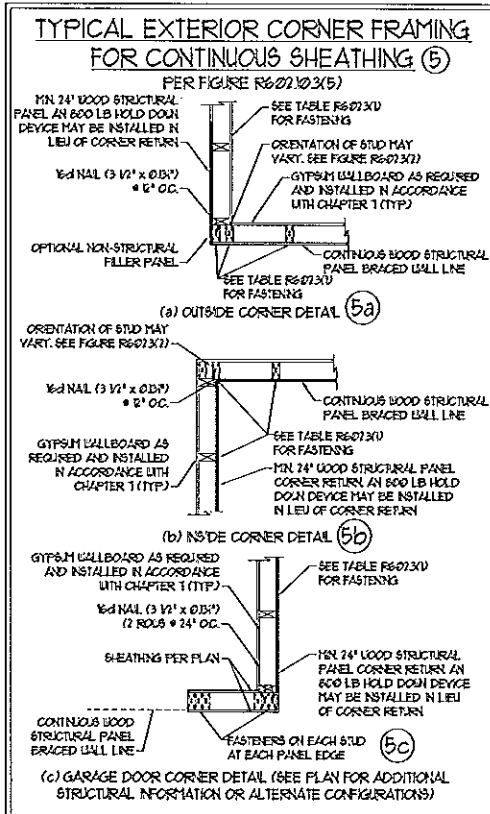 TYPICAL EXTERIOR CORNER FRAMING
FOR CONTINUOUS SHEATHING 5
PER FIGURE R602.10.3(5)
MIN. 24" WOOD STRUCTURAL
PANEL AN 800 LB HOLD DOWN
DEVICE MAY BE INSTALLED IN
LIEU OF CORNER RETURN
SEE TABLE R602.3(1)
FOR FASTENING
ORIENTATION OF STUD MAY
VARY. SEE FIGURE R602.3(2)
16d NAIL (3 1/2" x 0.131")
@ 12" O.C.
GYPSUM WALLBOARD AS REQUIRED
AND INSTALLED IN ACCORDANCE
WITH CHAPTER 7 (TYP.)
OPTIONAL NON-STRUCTURAL
FILLER PANEL
CONTINUOUS WOOD STRUCTURAL
PANEL BRACED WALL LINE
SEE TABLE R602.3(1)
FOR FASTENING
(a) OUTSIDE CORNER DETAIL 5a
ORIENTATION OF STUD MAY
VARY. SEE FIGURE R602.3(2)
16d NAIL (3 1/2" x 0.131")
@ 12" O.C.
CONTINUOUS WOOD STRUCTURAL
PANEL BRACED WALL LINE
GYPSUM WALLBOARD AS
REQUIRED AND INSTALLED
IN ACCORDANCE WITH
CHAPTER 7 (TYP.)
SEE TABLE R602.3(1)
FOR FASTENING
MIN. 24" WOOD STRUCTURAL PANEL
CORNER RETURN. AN 800 LB HOLD
DOWN DEVICE MAY BE INSTALLED
IN LIEU OF CORNER RETURN
(b) INSIDE CORNER DETAIL 5b
GYPSUM WALLBOARD AS REQUIRED
AND INSTALLED IN ACCORDANCE
WITH CHAPTER 7 (TYP.)
SEE TABLE R602.3(1)
FOR FASTENING
16d NAIL (3 1/2" x 0.131")
(2 ROWS @ 24" O.C.
SHEATHING PER PLAN
MIN. 24" WOOD STRUCTURAL
PANEL CORNER RETURN. AN
800 LB HOLD DOWN DEVICE
MAY BE INSTALLED IN LIEU
OF CORNER RETURN
CONTINUOUS WOOD
STRUCTURAL PANEL
BRACED WALL LINE
FASTENERS ON EACH STUD
AT EACH PANEL EDGE
5c
(c) GARAGE DOOR CORNER DETAIL (SEE PLAN FOR ADDITIONAL
STRUCTURAL INFORMATION OR ALTERNATE CONFIGURATIONS)